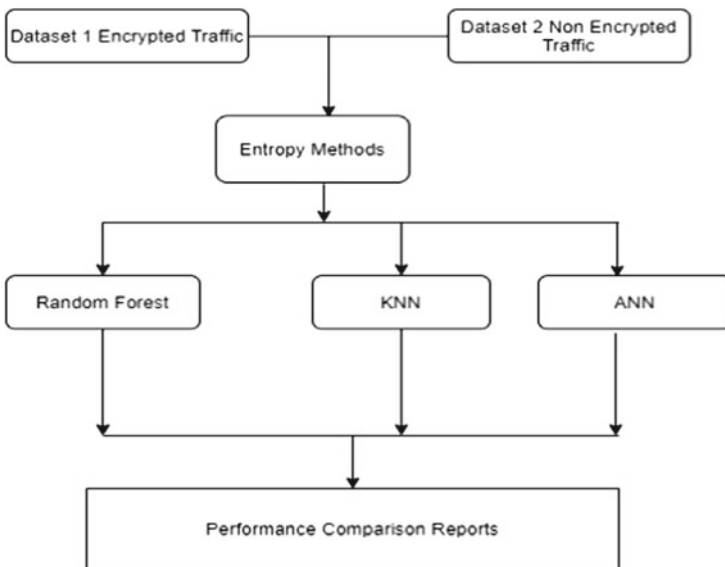 Dataset 1 Encrypted Traffic
Dataset 2 Non Encrypted
Traffic
Entropy Methods
Random Forest
KNN
ANN
Performance Comparison Reports